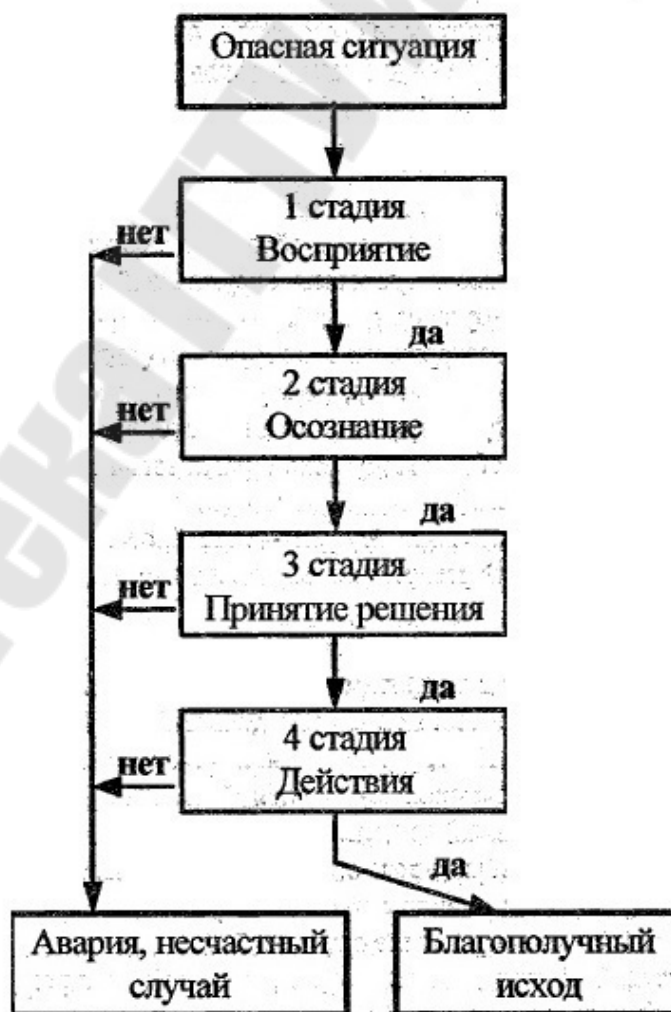 Опасная ситуация
1 стадия
Восприятие
нет
да
2 стадия
Осознание
нет
да
3 стадия
Принятие решения
нет
да
4 стадия
Действия
нет
да
Авария, несчастный
случай
Благополучный
исход